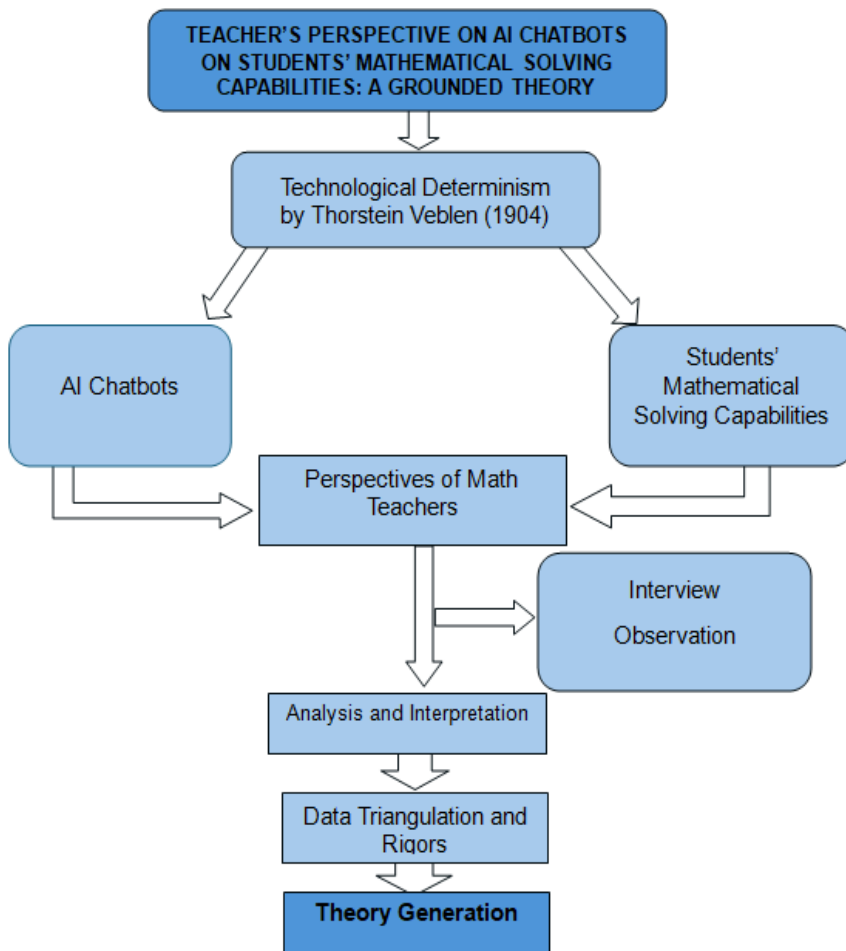 TEACHER'S PERSPECTIVE ON AI CHATBOTS
ON STUDENTS' MATHEMATICAL SOLVING
CAPABILITIES: A GROUNDED THEORY
Technological Determinism
by Thorstein Veblen (1904)
AI Chatbots
Students'
Mathematical
Solving Capabilities
Perspectives of Math
Teachers
Interview
Observation
Analysis and Interpretation
Data Triangulation and
Rigors
Theory Generation